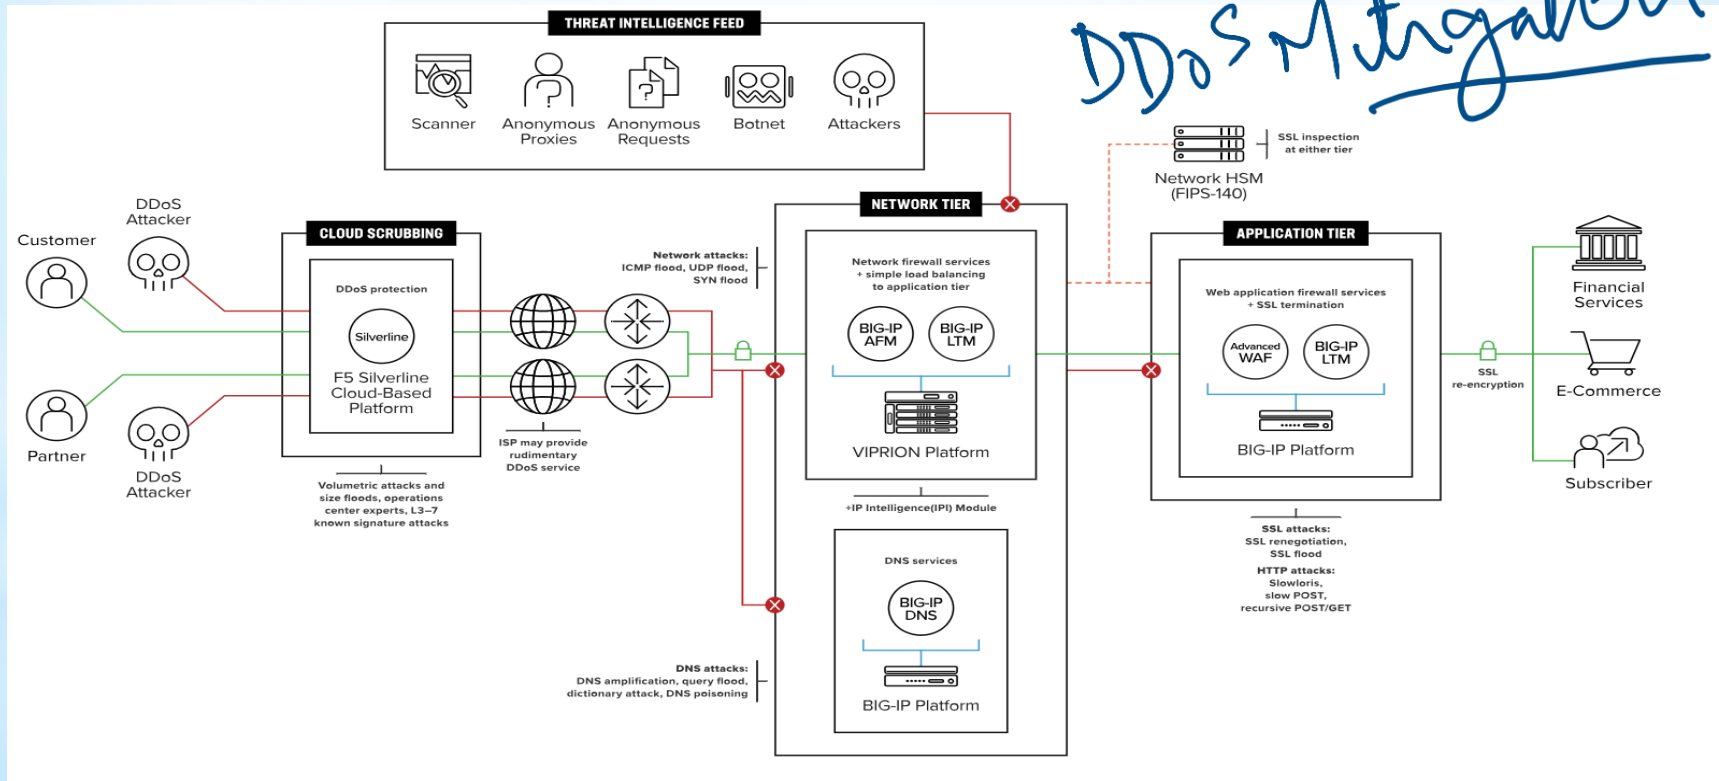 THREAT INTELLIGENCE FEED
Scanner
Anonymous
Proxies
Anonymous
Requests
Botnet
Attackers
DDoS Mitigation
SSL inspection
at either tier
Network HSM
(FIPS-140)
Customer
DDoS
Attacker
Partner
DDoS
Attacker
CLOUD SCRUBBING
DDoS protection
Silverline
F5 Silverline
Cloud-Based
Platform
Volumetric attacks and
size floods, operations
center experts, L3–7
known signature attacks
ISP may provide
rudimentary
DDoS service
Network attacks:
ICMP flood, UDP flood,
SYN flood
DNS attacks:
DNS amplification, query flood,
dictionary attack, DNS poisoning
NETWORK TIER
Network firewall services
+ simple load balancing
to application tier
BIG-IP
AFM
BIG-IP
LTM
VIPRION Platform
+IP Intelligence(IPI) Module
DNS services
BIG-IP
DNS
BIG-IP Platform
APPLICATION TIER
Web application firewall services
+ SSL termination
Advanced
WAF
BIG-IP
LTM
BIG-IP Platform
SSL attacks:
SSL renegotiation,
SSL flood
HTTP attacks:
Slowloris,
slow POST,
recursive POST/GET
SSL
re-encryption
Financial
Services
E-Commerce
Subscriber